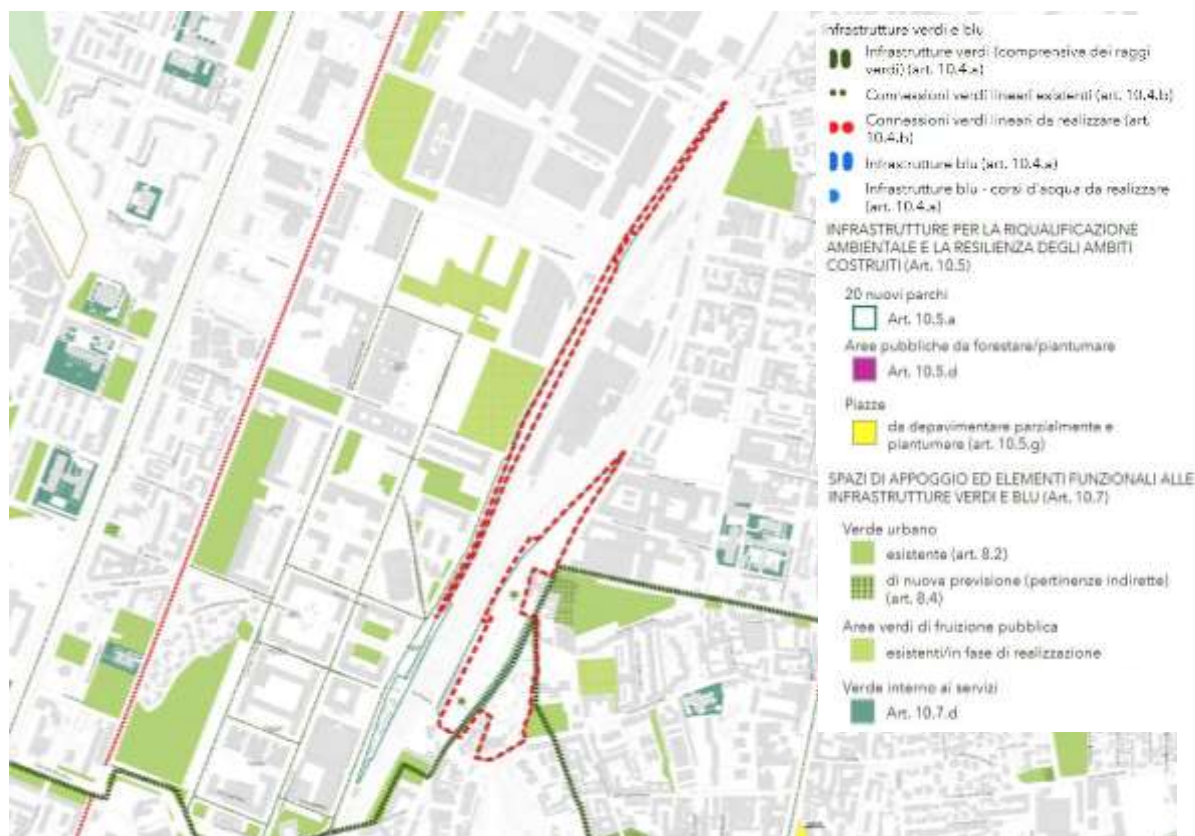 Infrastrutture verdi e blu
Infrastrutture verdi (comprensive dei raggi
verdi) (art. 10.4.a)
Connessioni verdi lineari esistenti (art. 10.4.b)
Connessioni verdi lineari da realizzare (art.
10.4.b)
Infrastrutture blu (art. 10.4.a)
Infrastrutture blu - corsi d'acqua da realizzare
(art. 10.4.a)
INFRASTRUTTURE PER LA RIQUALIFICAZIONE
AMBIENTALE E LA RESILIENZA DEGLI AMBITI
COSTRUITI (Art. 10.5)
20 nuovi parchi
Art. 10.5.a
Aree pubbliche da forestare/piantumare
Art. 10.5.d
Piazze
da depavimentare parzialmente e
piantumare (art. 10.5.g)
SPAZI DI APPOGGIO ED ELEMENTI FUNZIONALI ALLE
INFRASTRUTTURE VERDI E BLU (Art. 10.7)
Verde urbano
esistente (art. 8.2)
di nuova previsione (pertinenze indirette)
(art. 8.4)
Aree verdi di fruizione pubblica
esistenti/in fase di realizzazione
Verde interno ai servizi
Art. 10.7.d